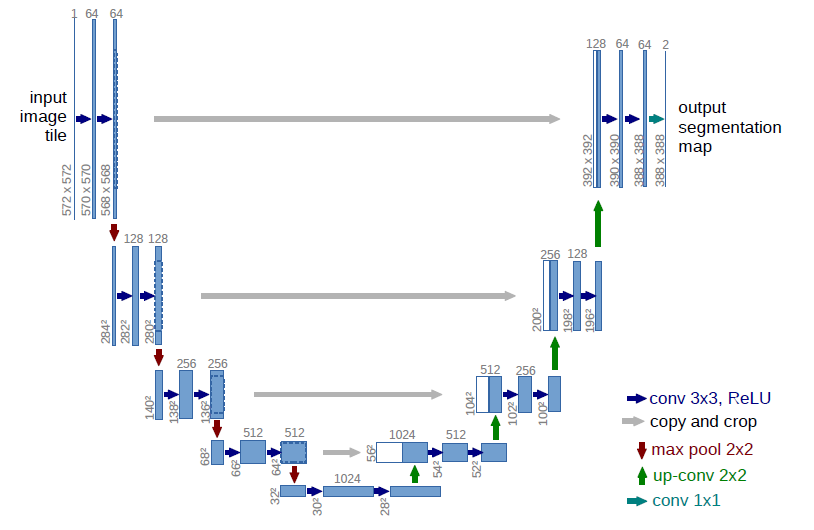 1 64 64
input
image
tile
572 x 572
570 x 570
568 x 568
128 64 64 2
392 x 392
390 x 390
388 x 388
388 x 388
output
segmentation
map
128 128
284²
282²
280²
256 128
200²
198²
196²
256 256
140²
138²
136²
512 256
104²
102²
100²
512 512
68²
66²
64²
1024 512
56²
54²
52²
1024
32²
30²
28²
conv 3x3, ReLU
copy and crop
max pool 2x2
up-conv 2x2
conv 1x1